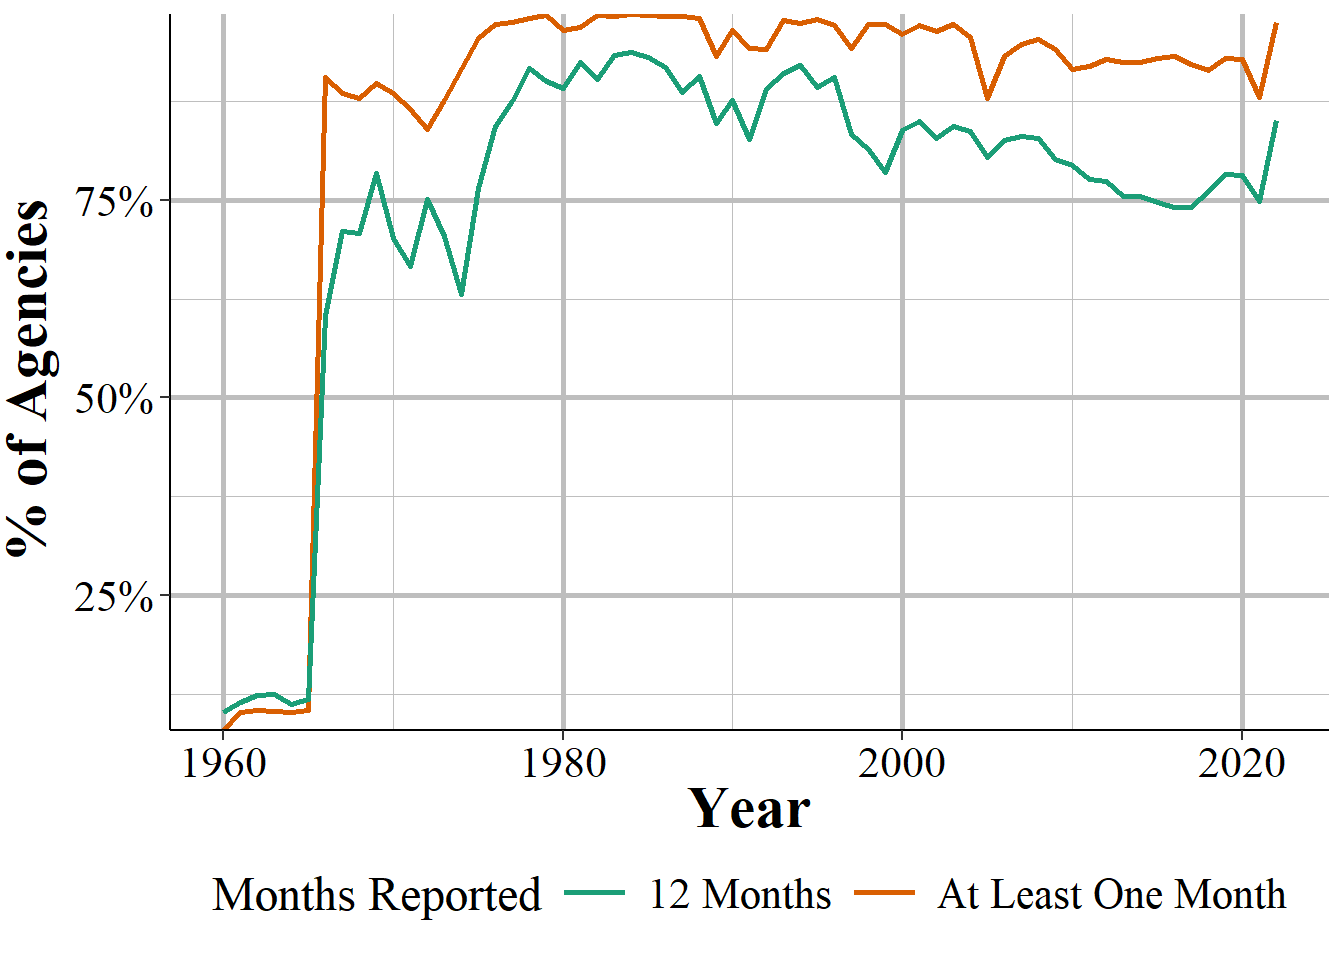 % of Agencies
75%
50%
25%
1960 1980 2000 2020
Year
Months Reported 12 Months At Least One Month